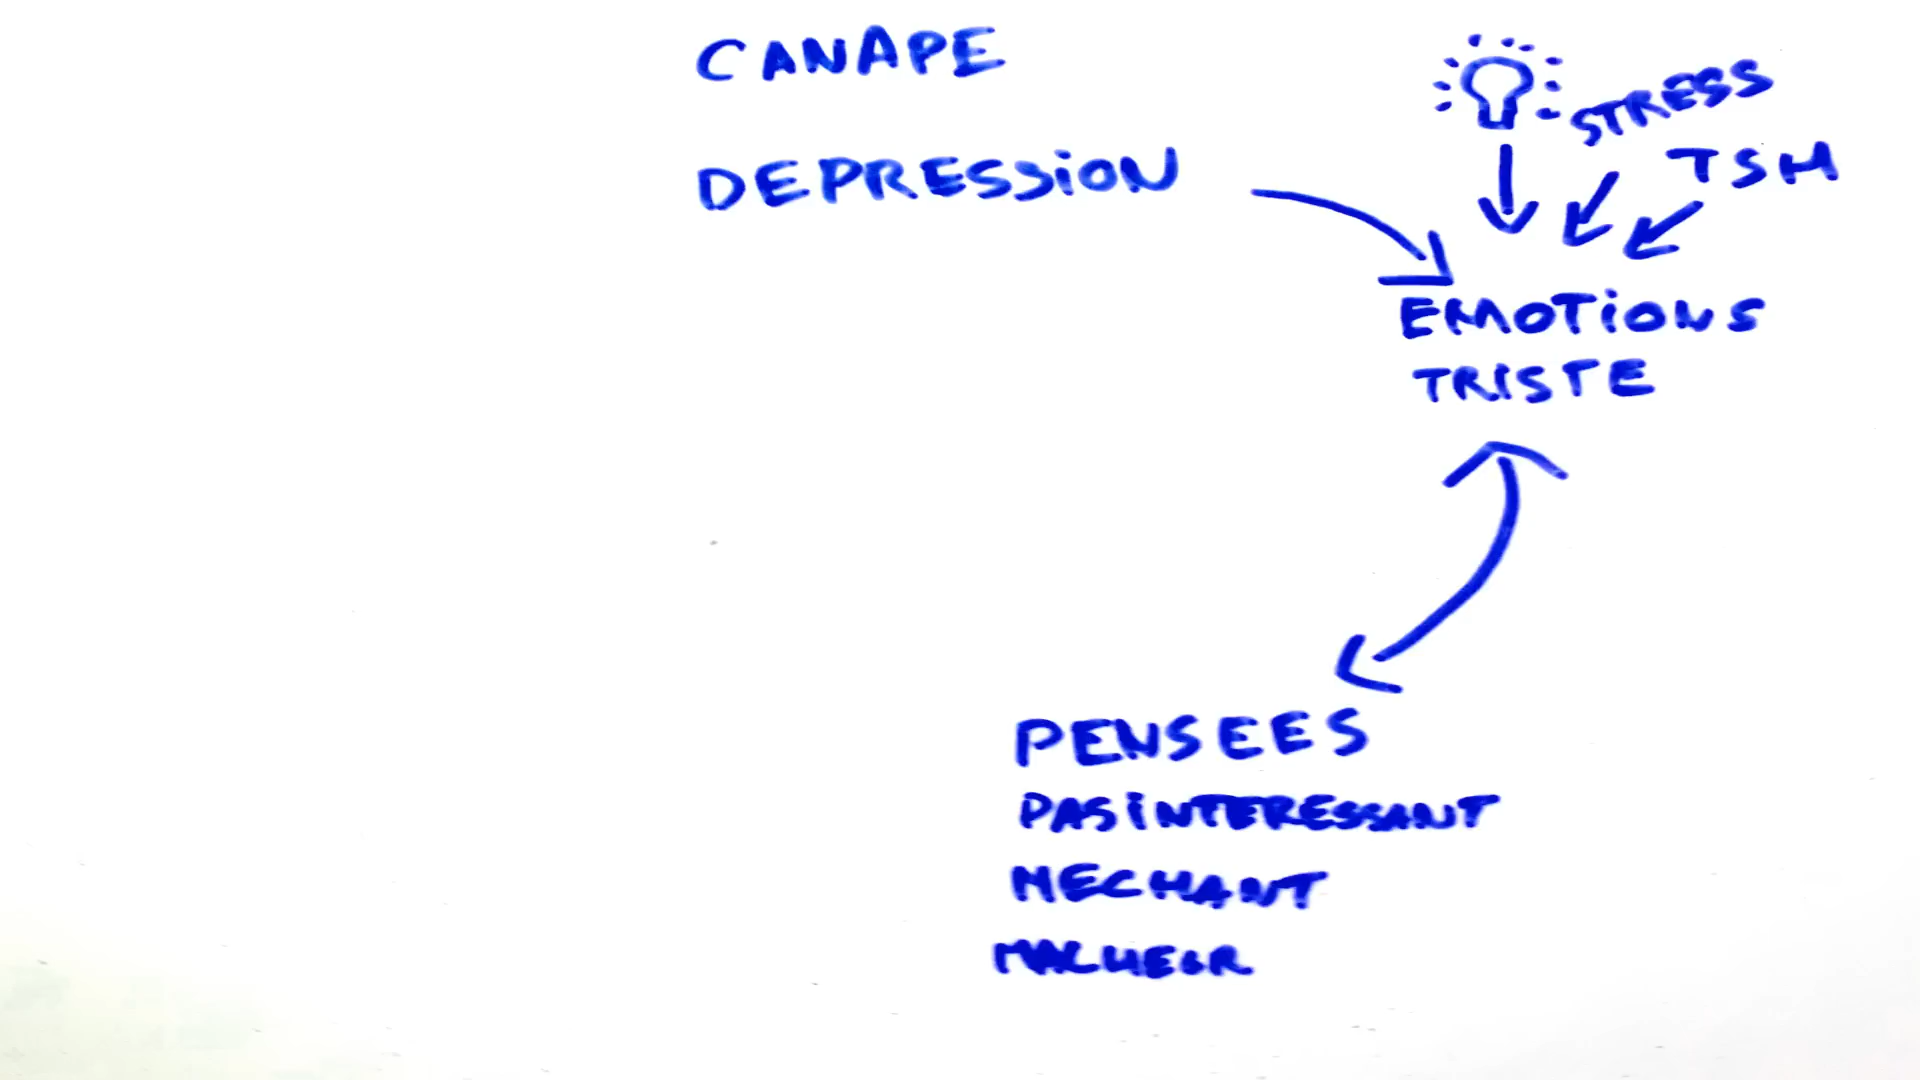 CANAPE
DEPRESSION
STRESS
TSH
EMOTIONS
TRISTE
PENSEES
PAS INTERESSANT
MECHANT
MALHEUR